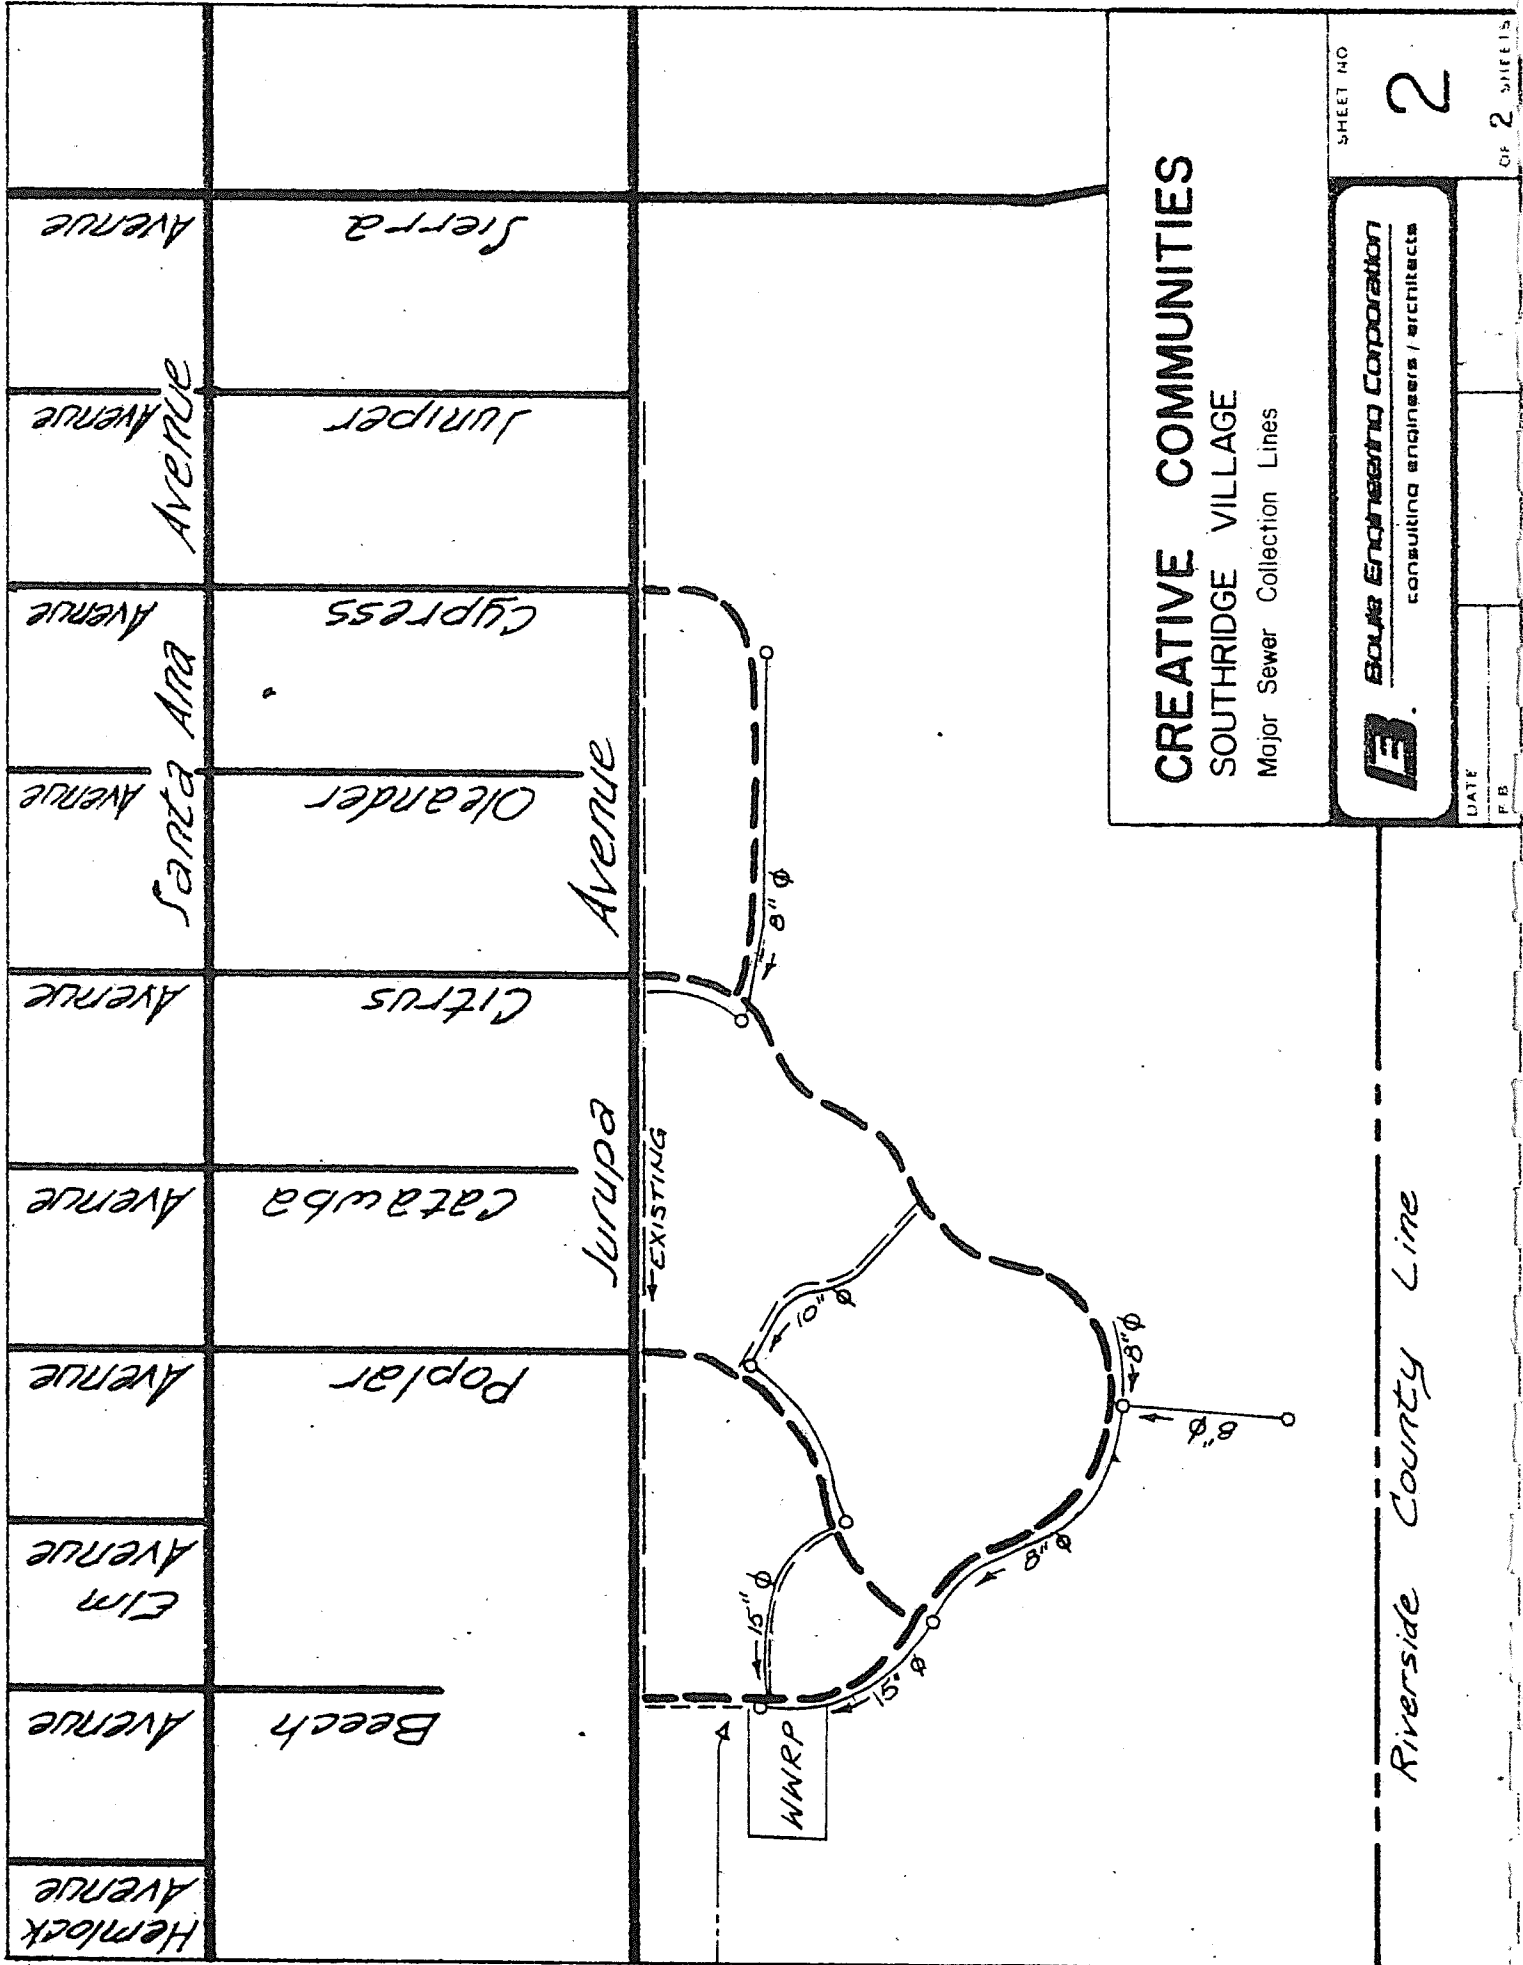 Hemlock
Avenue
Beech
Avenue
Elm
Avenue
Poplar
Avenue
Catawba
Avenue
Citrus
Avenue
Oleander
Avenue
Cypress
Avenue
Juniper
Avenue
Sierra
Avenue
Santa Ana Avenue
Jurupa Avenue
EXISTING
WWRP
15" φ
15" φ
10" φ
8" φ
8" φ
8" φ
8" φ
Riverside County Line
CREATIVE COMMUNITIES
SOUTHRIDGE VILLAGE
Major Sewer Collection Lines
Boyle Engineering Corporation
consulting engineers / architects
SHEET NO
2
OF 2 SHEETS
DATE
F.B.